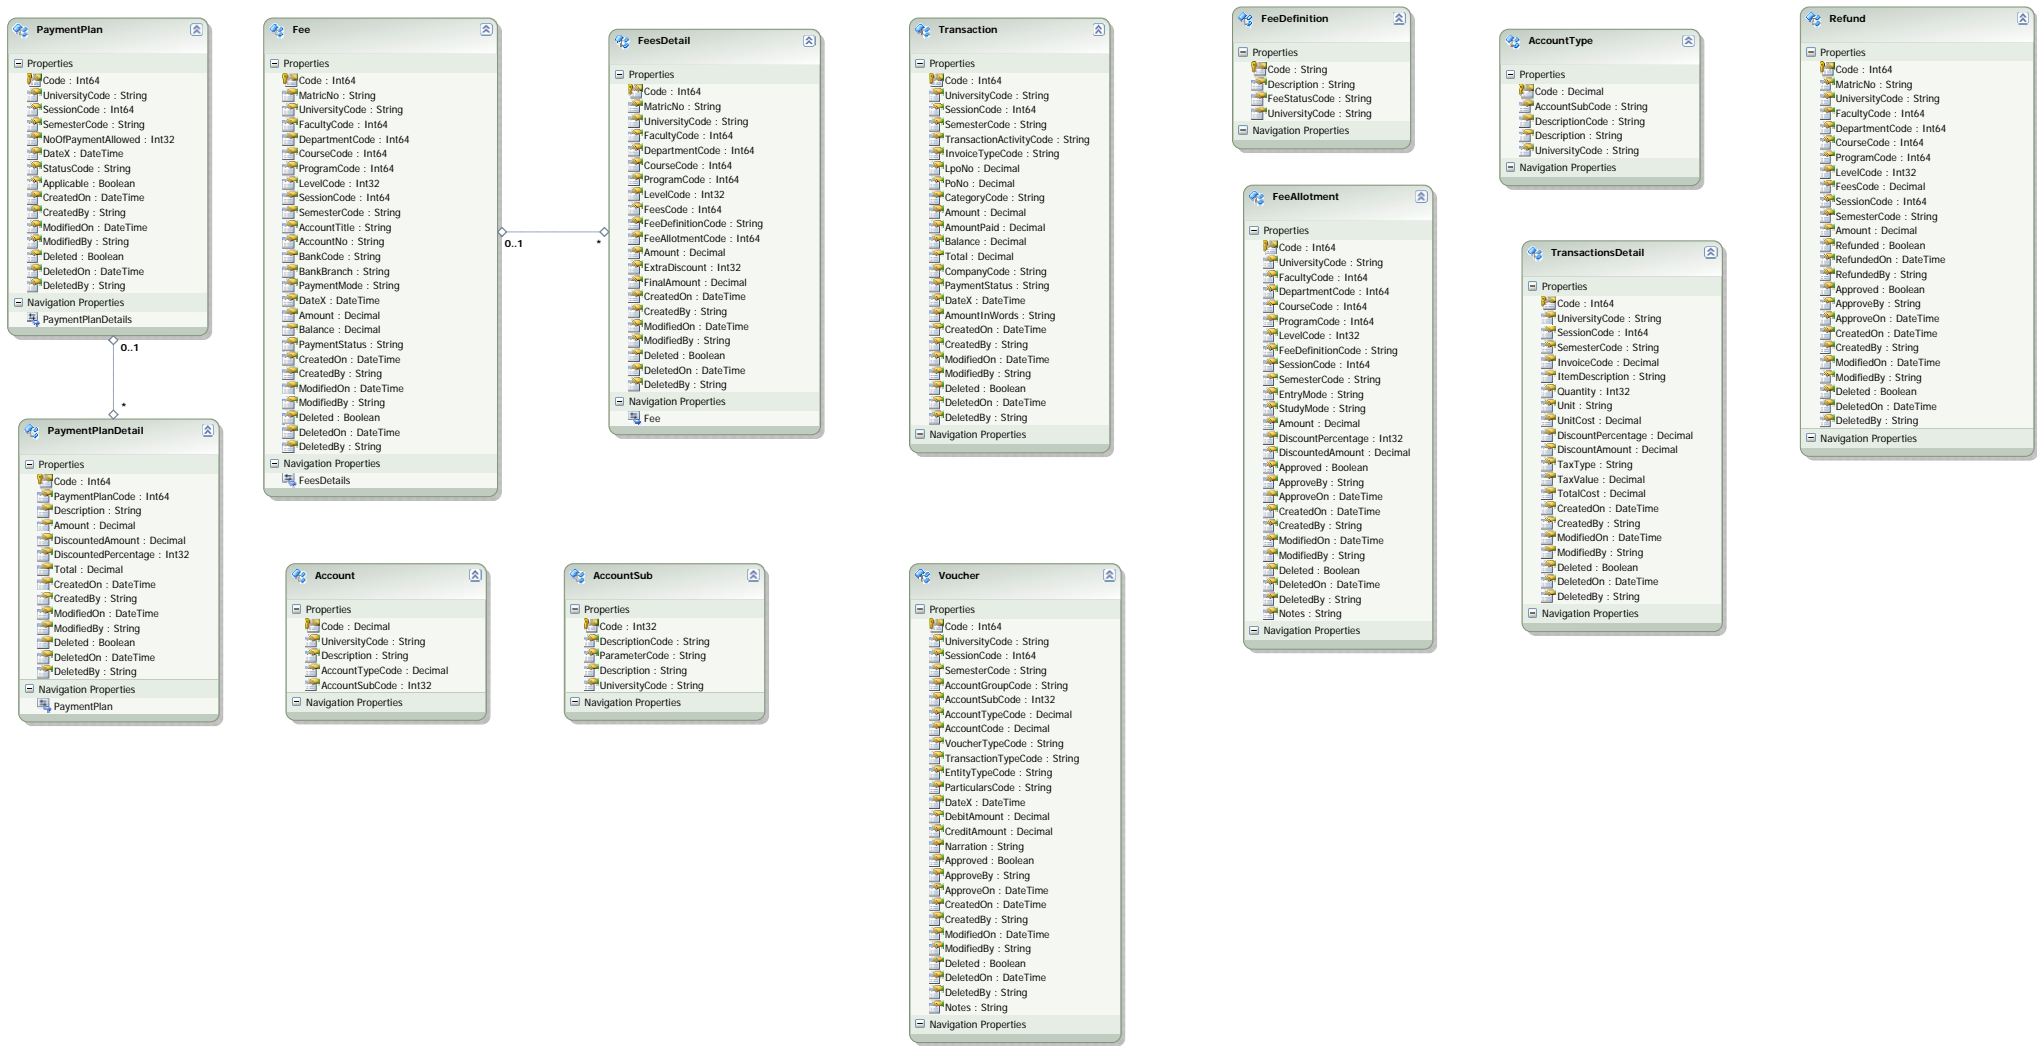 PaymentPlan
Properties
Code : Int64
UniversityCode : String
SessionCode : Int64
SemesterCode : String
NoOfPaymentAllowed : Int32
DateX : DateTime
StatusCode : String
Applicable : Boolean
CreatedOn : DateTime
CreatedBy : String
ModifiedOn : DateTime
ModifiedBy : String
Deleted : Boolean
DeletedOn : DateTime
DeletedBy : String
Navigation Properties
PaymentPlanDetails
0..1
*
PaymentPlanDetail
Properties
Code : Int64
PaymentPlanCode : Int64
Description : String
Amount : Decimal
DiscountedAmount : Decimal
DiscountedPercentage : Int32
Total : Decimal
CreatedOn : DateTime
CreatedBy : String
ModifiedOn : DateTime
ModifiedBy : String
Deleted : Boolean
DeletedOn : DateTime
DeletedBy : String
Navigation Properties
PaymentPlan
Fee
Properties
Code : Int64
MatricNo : String
UniversityCode : String
FacultyCode : Int64
DepartmentCode : Int64
CourseCode : Int64
ProgramCode : Int64
LevelCode : Int32
SessionCode : Int64
SemesterCode : String
AccountTitle : String
AccountNo : String
BankCode : String
BankBranch : String
PaymentMode : String
DateX : DateTime
Amount : Decimal
Balance : Decimal
PaymentStatus : String
CreatedOn : DateTime
CreatedBy : String
ModifiedOn : DateTime
ModifiedBy : String
Deleted : Boolean
DeletedOn : DateTime
DeletedBy : String
Navigation Properties
FeesDetails
0..1
*
FeesDetail
Properties
Code : Int64
MatricNo : String
UniversityCode : String
FacultyCode : Int64
DepartmentCode : Int64
CourseCode : Int64
ProgramCode : Int64
LevelCode : Int32
FeesCode : Int64
FeeDefinitionCode : String
FeeAllotmentCode : Int64
Amount : Decimal
ExtraDiscount : Int32
FinalAmount : Decimal
CreatedOn : DateTime
CreatedBy : String
ModifiedOn : DateTime
ModifiedBy : String
Deleted : Boolean
DeletedOn : DateTime
DeletedBy : String
Navigation Properties
Fee
Account
Properties
Code : Decimal
UniversityCode : String
Description : String
AccountTypeCode : Decimal
AccountSubCode : Int32
Navigation Properties
AccountSub
Properties
Code : Int32
DescriptionCode : String
ParameterCode : String
Description : String
UniversityCode : String
Navigation Properties
Transaction
Properties
Code : Int64
UniversityCode : String
SessionCode : Int64
SemesterCode : String
TransactionActivityCode : String
InvoiceTypeCode : String
LpoNo : Decimal
PoNo : Decimal
CategoryCode : String
Amount : Decimal
AmountPaid : Decimal
Balance : Decimal
Total : Decimal
CompanyCode : String
PaymentStatus : String
DateX : DateTime
AmountInWords : String
CreatedOn : DateTime
CreatedBy : String
ModifiedOn : DateTime
ModifiedBy : String
Deleted : Boolean
DeletedOn : DateTime
DeletedBy : String
Navigation Properties
Voucher
Properties
Code : Int64
UniversityCode : String
SessionCode : Int64
SemesterCode : String
AccountGroupCode : String
AccountSubCode : Int32
AccountTypeCode : Decimal
AccountCode : Decimal
VoucherTypeCode : String
TransactionTypeCode : String
EntityTypeCode : String
ParticularsCode : String
DateX : DateTime
DebitAmount : Decimal
CreditAmount : Decimal
Narration : String
Approved : Boolean
ApproveBy : String
ApproveOn : DateTime
CreatedOn : DateTime
CreatedBy : String
ModifiedOn : DateTime
ModifiedBy : String
Deleted : Boolean
DeletedOn : DateTime
DeletedBy : String
Notes : String
Navigation Properties
FeeDefinition
Properties
Code : String
Description : String
FeeStatusCode : String
UniversityCode : String
Navigation Properties
FeeAllotment
Properties
Code : Int64
UniversityCode : String
FacultyCode : Int64
DepartmentCode : Int64
CourseCode : Int64
ProgramCode : Int64
LevelCode : Int32
FeeDefinitionCode : String
SessionCode : Int64
SemesterCode : String
EntryMode : String
StudyMode : String
Amount : Decimal
DiscountPercentage : Int32
DiscountedAmount : Decimal
Approved : Boolean
ApproveBy : String
ApproveOn : DateTime
CreatedOn : DateTime
CreatedBy : String
ModifiedOn : DateTime
ModifiedBy : String
Deleted : Boolean
DeletedOn : DateTime
DeletedBy : String
Notes : String
Navigation Properties
AccountType
Properties
Code : Decimal
AccountSubCode : String
DescriptionCode : String
Description : String
UniversityCode : String
Navigation Properties
TransactionsDetail
Properties
Code : Int64
UniversityCode : String
SessionCode : Int64
SemesterCode : String
InvoiceCode : Decimal
ItemDescription : String
Quantity : Int32
Unit : String
UnitCost : Decimal
DiscountPercentage : Decimal
DiscountAmount : Decimal
TaxType : String
TaxValue : Decimal
TotalCost : Decimal
CreatedOn : DateTime
CreatedBy : String
ModifiedOn : DateTime
ModifiedBy : String
Deleted : Boolean
DeletedOn : DateTime
DeletedBy : String
Navigation Properties
Refund
Properties
Code : Int64
MatricNo : String
UniversityCode : String
FacultyCode : Int64
DepartmentCode : Int64
CourseCode : Int64
ProgramCode : Int64
LevelCode : Int32
FeesCode : Decimal
SessionCode : Int64
SemesterCode : String
Amount : Decimal
Refunded : Boolean
RefundedOn : DateTime
RefundedBy : String
Approved : Boolean
ApproveBy : String
ApproveOn : DateTime
CreatedOn : DateTime
CreatedBy : String
ModifiedOn : DateTime
ModifiedBy : String
Deleted : Boolean
DeletedOn : DateTime
DeletedBy : String
Navigation Properties